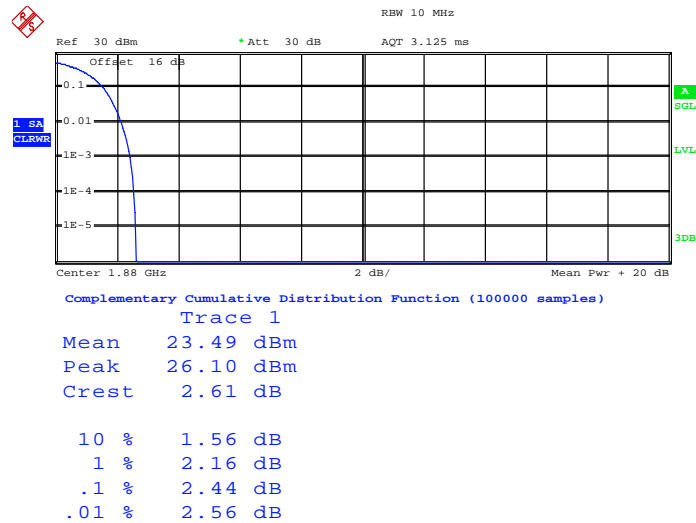 R S
RBW 10 MHz
Ref 30 dBm * Att 30 dB AQT 3.125 ms
Offset 16 dB
0.1
A
SGL
0.01
1 SA
CLRWR
LVL
1E-3
1E-4
1E-5
3DB
Center 1.88 GHz 2 dB/ Mean Pwr + 20 dB
Complementary Cumulative Distribution Function (100000 samples)
Trace 1
Mean 23.49 dBm
Peak 26.10 dBm
Crest 2.61 dB
10 % 1.56 dB
1 % 2.16 dB
.1 % 2.44 dB
.01 % 2.56 dB